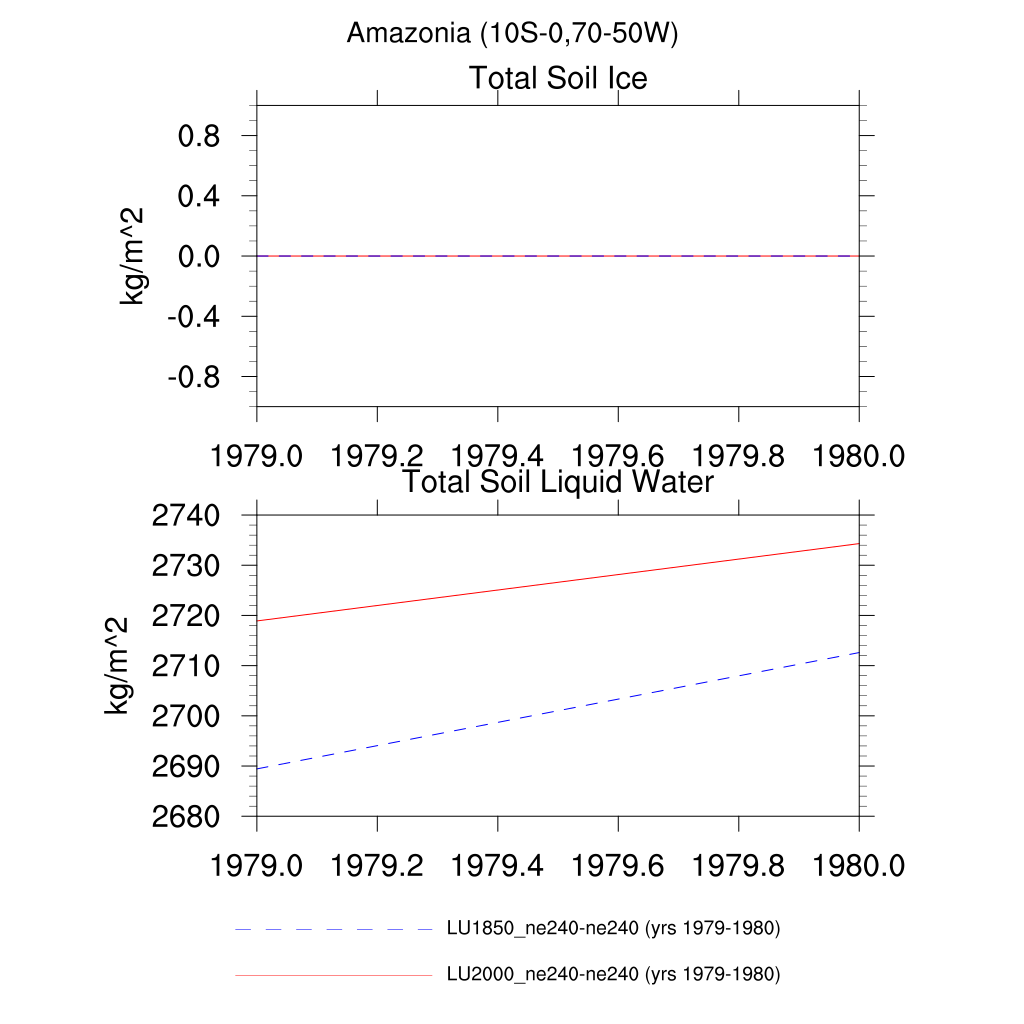 Amazonia (10S-0,70-50W)
Total Soil Ice
0.8
0.4
0.0
-0.4
-0.8
kg/m^2
1979.0 1979.2 1979.4 1979.6 1979.8 1980.0
Total Soil Liquid Water
2740
2730
2720
2710
2700
2690
2680
kg/m^2
1979.0 1979.2 1979.4 1979.6 1979.8 1980.0
LU1850_ne240-ne240 (yrs 1979-1980)
LU2000_ne240-ne240 (yrs 1979-1980)